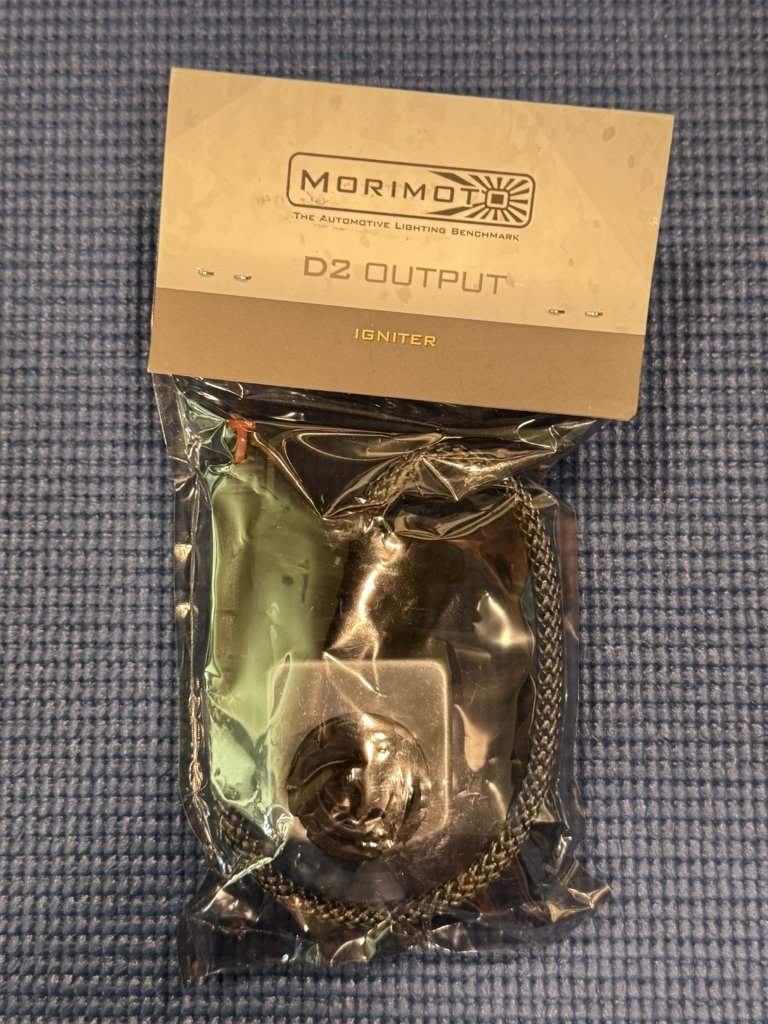 MORIMOTO
THE AUTOMOTIVE LIGHTING BENCHMARK
D2 OUTPUT
IGNITER